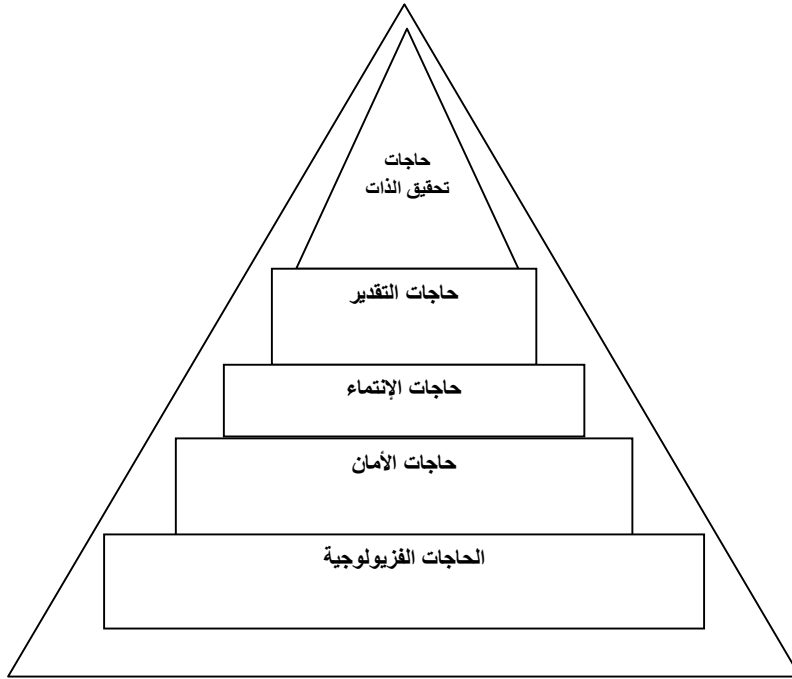 حاجات
تحقيق الذات
حاجات التقدير
حاجات الإنتماء
حاجات الأمان
الحاجات الفزيولوجية